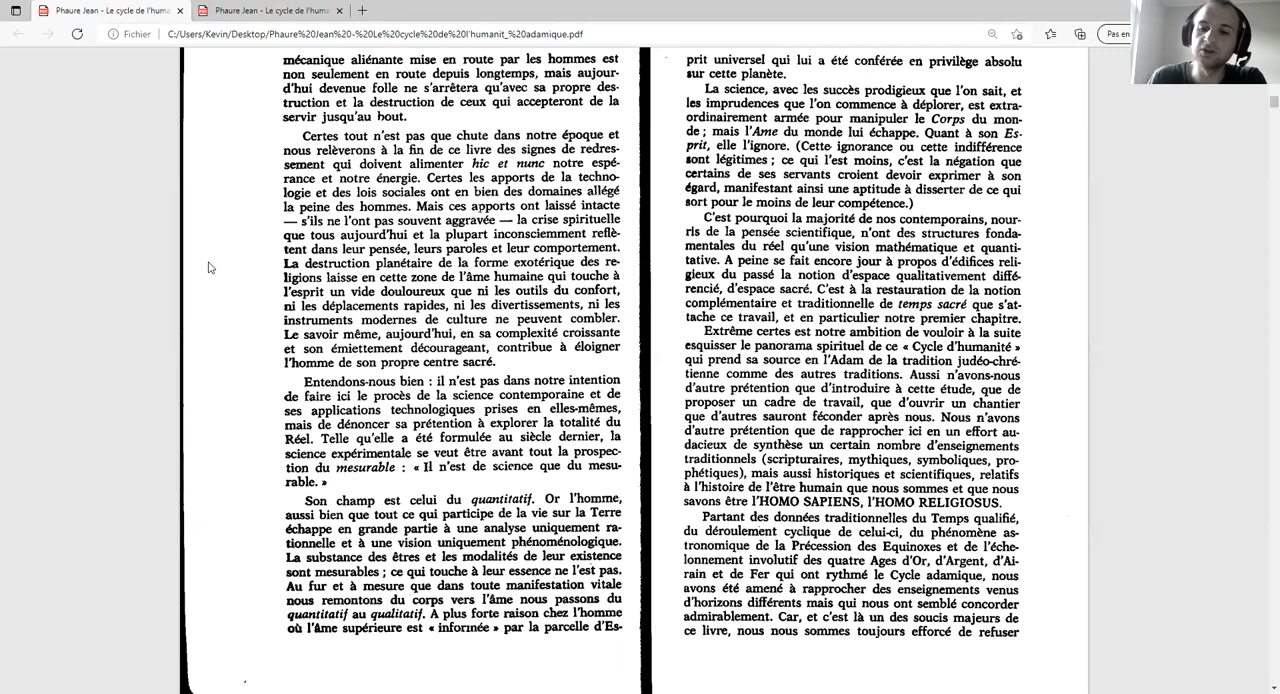 Phaure Jean - Le cycle de l'huma
Phaure Jean - Le cycle de l'huma
Fichier
C:/Users/Kevin/Desktop/Phaure%20Jean%20-%20Le%20cycle%20de%20l'humanit_%20adamique.pdf
Pas en
mécanique aliénante mise en route par les hommes est
non seulement en route depuis longtemps, mais aujour-
d'hui devenue folle ne s'arrêtera qu'avec sa propre des-
truction et la destruction de ceux qui accepteront de la
servir jusqu'au bout.
Certes tout n'est pas que chute dans notre époque et
nous relèverons à la fin de ce livre des signes de redres-
sement qui doivent alimenter hic et nunc notre espé-
rance et notre énergie. Certes les apports de la techno-
logie et des lois sociales ont en bien des domaines allégé
la peine des hommes. Mais ces apports ont laissé intacte
— s'ils ne l'ont pas souvent aggravée — la crise spirituelle
que tous aujourd'hui et la plupart inconsciemment reflè-
tent dans leur pensée, leurs paroles et leur comportement.
La destruction planétaire de la forme exotérique des re-
ligions laisse en cette zone de l'âme humaine qui touche à
l'esprit un vide douloureux que ni les outils du confort,
ni les déplacements rapides, ni les divertissements, ni les
instruments modernes de culture ne peuvent combler.
Le savoir même, aujourd'hui, en sa complexité croissante
et son émiettement décourageant, contribue à éloigner
l'homme de son propre centre sacré.
Entendons-nous bien : il n'est pas dans notre intention
de faire ici le procès de la science contemporaine et de
ses applications technologiques prises en elles-mêmes,
mais de dénoncer sa prétention à explorer la totalité du
Réel. Telle qu'elle a été formulée au siècle dernier, la
science expérimentale se veut être avant tout la prospec-
tion du mesurable : « Il n'est de science que du mesu-
rable. »
Son champ est celui du quantitatif. Or l'homme,
aussi bien que tout ce qui participe de la vie sur la Terre
échappe en grande partie à une analyse uniquement ra-
tionnelle et à une vision uniquement phénoménologique.
La substance des êtres et les modalités de leur existence
sont mesurables ; ce qui touche à leur essence ne l'est pas.
Au fur et à mesure que dans toute manifestation vitale
nous remontons du corps vers l'âme nous passons du
quantitatif au qualitatif. A plus forte raison chez l'homme
où l'âme supérieure est « informée » par la parcelle d'Es-
prit universel qui lui a été conférée en privilège absolu
sur cette planète.
La science, avec les succès prodigieux que l'on sait, et
les imprudences que l'on commence à déplorer, est extra-
ordinairement armée pour manipuler le Corps du mon-
de ; mais l'Ame du monde lui échappe. Quant à son Es-
prit, elle l'ignore. (Cette ignorance ou cette indifférence
sont légitimes ; ce qui l'est moins, c'est la négation que
certains de ses servants croient devoir exprimer à son
égard, manifestant ainsi une aptitude à disserter de ce qui
sort pour le moins de leur compétence.)
C'est pourquoi la majorité de nos contemporains, nour-
ris de la pensée scientifique, n'ont des structures fonda-
mentales du réel qu'une vision mathématique et quanti-
tative. A peine se fait encore jour à propos d'édifices reli-
gieux du passé la notion d'espace qualitativement diffé-
rencié, d'espace sacré. C'est à la restauration de la notion
complémentaire et traditionnelle de temps sacré que s'at-
tache ce travail, et en particulier notre premier chapitre.
Extrême certes est notre ambition de vouloir à la suite
esquisser le panorama spirituel de ce « Cycle d'humanité »
qui prend sa source en l'Adam de la tradition judéo-chré-
tienne comme des autres traditions. Aussi n'avons-nous
d'autre prétention que d'introduire à cette étude, que de
proposer un cadre de travail, que d'ouvrir un chantier
que d'autres sauront féconder après nous. Nous n'avons
d'autre prétention que de rapprocher ici en un effort au-
dacieux de synthèse un certain nombre d'enseignements
traditionnels (scripturaires, mythiques, symboliques, pro-
phétiques), mais aussi historiques et scientifiques, relatifs
à l'histoire de l'être humain que nous sommes et que nous
savons être l'HOMO SAPIENS, l'HOMO RELIGIOSUS.
Partant des données traditionnelles du Temps qualifié,
du déroulement cyclique de celui-ci, du phénomène as-
tronomique de la Précession des Equinoxes et de l'éche-
lonnement involutif des quatre Ages d'Or, d'Argent, d'Ai-
rain et de Fer qui ont rythmé le Cycle adamique, nous
avons été amené à rapprocher des enseignements venus
d'horizons différents mais qui nous ont semblé concorder
admirablement. Car, et c'est là un des soucis majeurs de
ce livre, nous nous sommes toujours efforcé de refuser